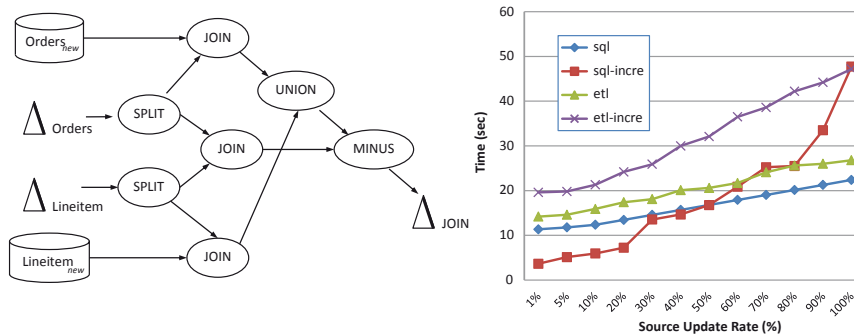 Orders new
JOIN
UNION
SPLIT
Orders
JOIN
MINUS
SPLIT
Lineitem
JOIN
Lineitem new
JOIN
60
50
40
30
20
10
0
Time (sec)
sql
sql-incre
etl
etl-incre
1%
5%
10%
20%
30%
40%
50%
60%
70%
80%
90%
100%
Source Update Rate (%)